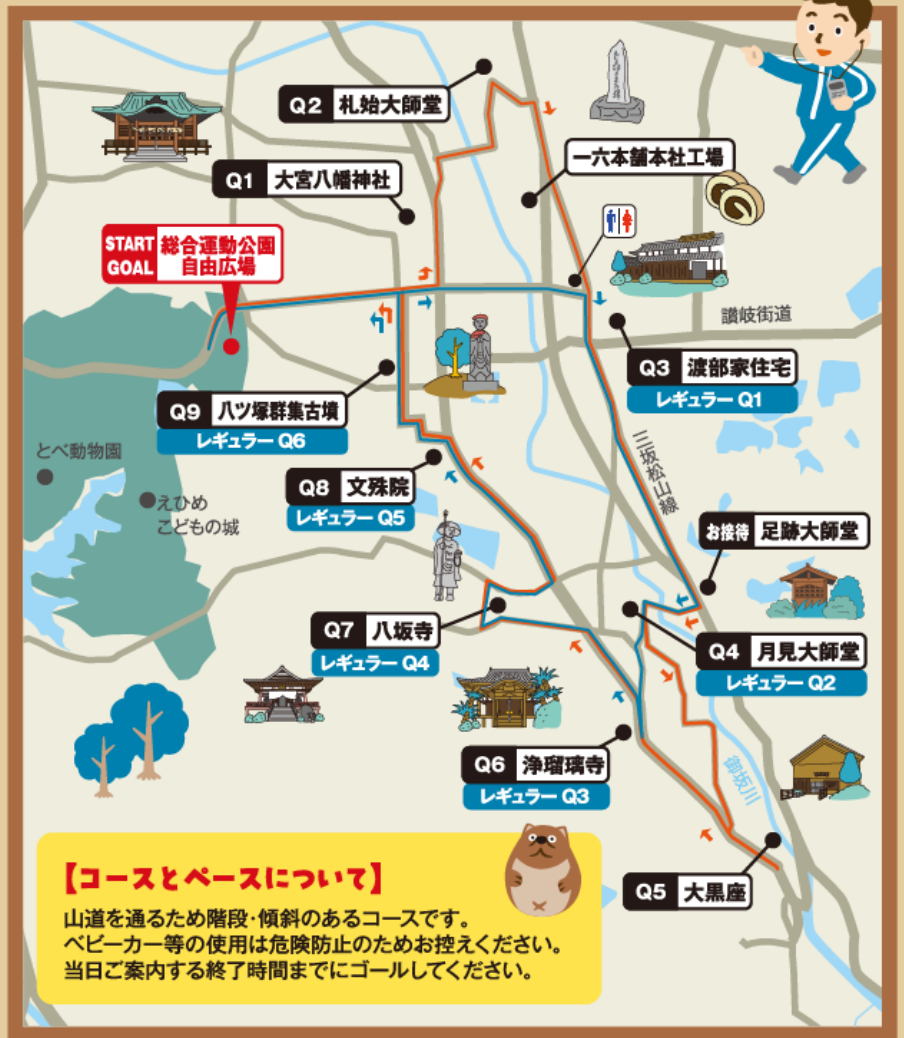 Q2 札始大師堂
一六本舗本社工場
Q1 大宮八幡神社
START
GOAL
総合運動公園
自由広場
讃岐街道
Q3 渡部家住宅
レギュラー Q1
Q9 八ツ塚群集古墳
レギュラー Q6
三坂松山線
とべ動物園
えひめ
こどもの城
Q8 文殊院
レギュラー Q5
お接待 足跡大師堂
Q7 八坂寺
レギュラー Q4
Q4 月見大師堂
レギュラー Q2
Q6 浄瑠璃寺
レギュラー Q3
御坂川
Q5 大黒座
【コースとペースについて】
山道を通るため階段・傾斜のあるコースです。
ベビーカー等の使用は危険防止のためお控えください。
当日ご案内する終了時間までにゴールしてください。